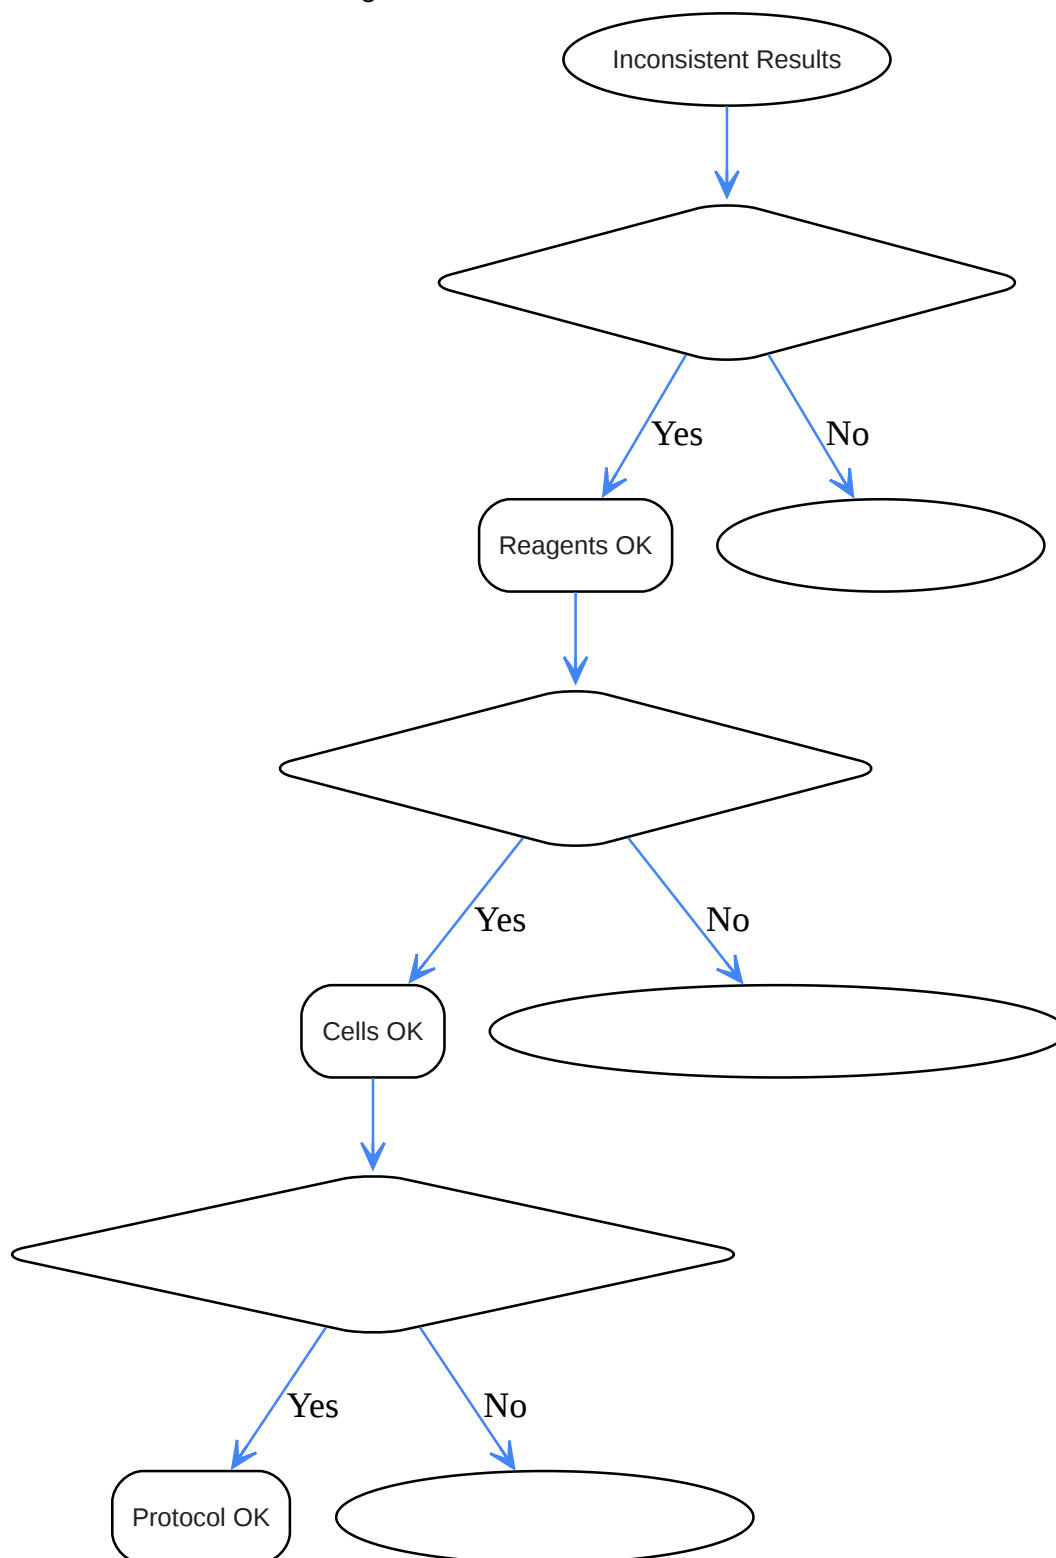 Inconsistent Results
Yes
No
Reagents OK
Yes
No
Cells OK
Yes
No
Protocol OK